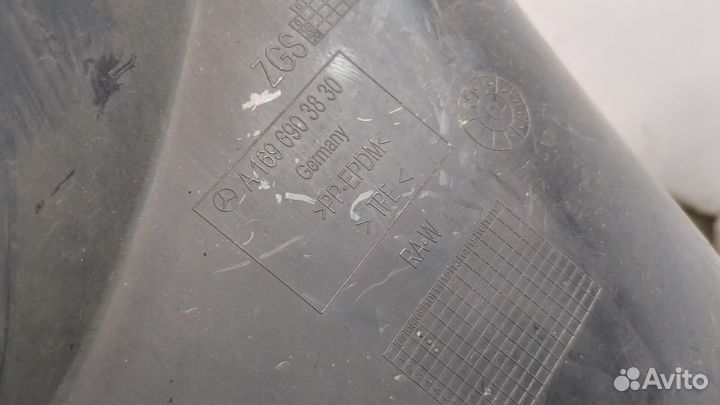 ZGS
A 169 690 38 30
Germany
>PP-EPDM<
>TPE<
RA-W
Avito